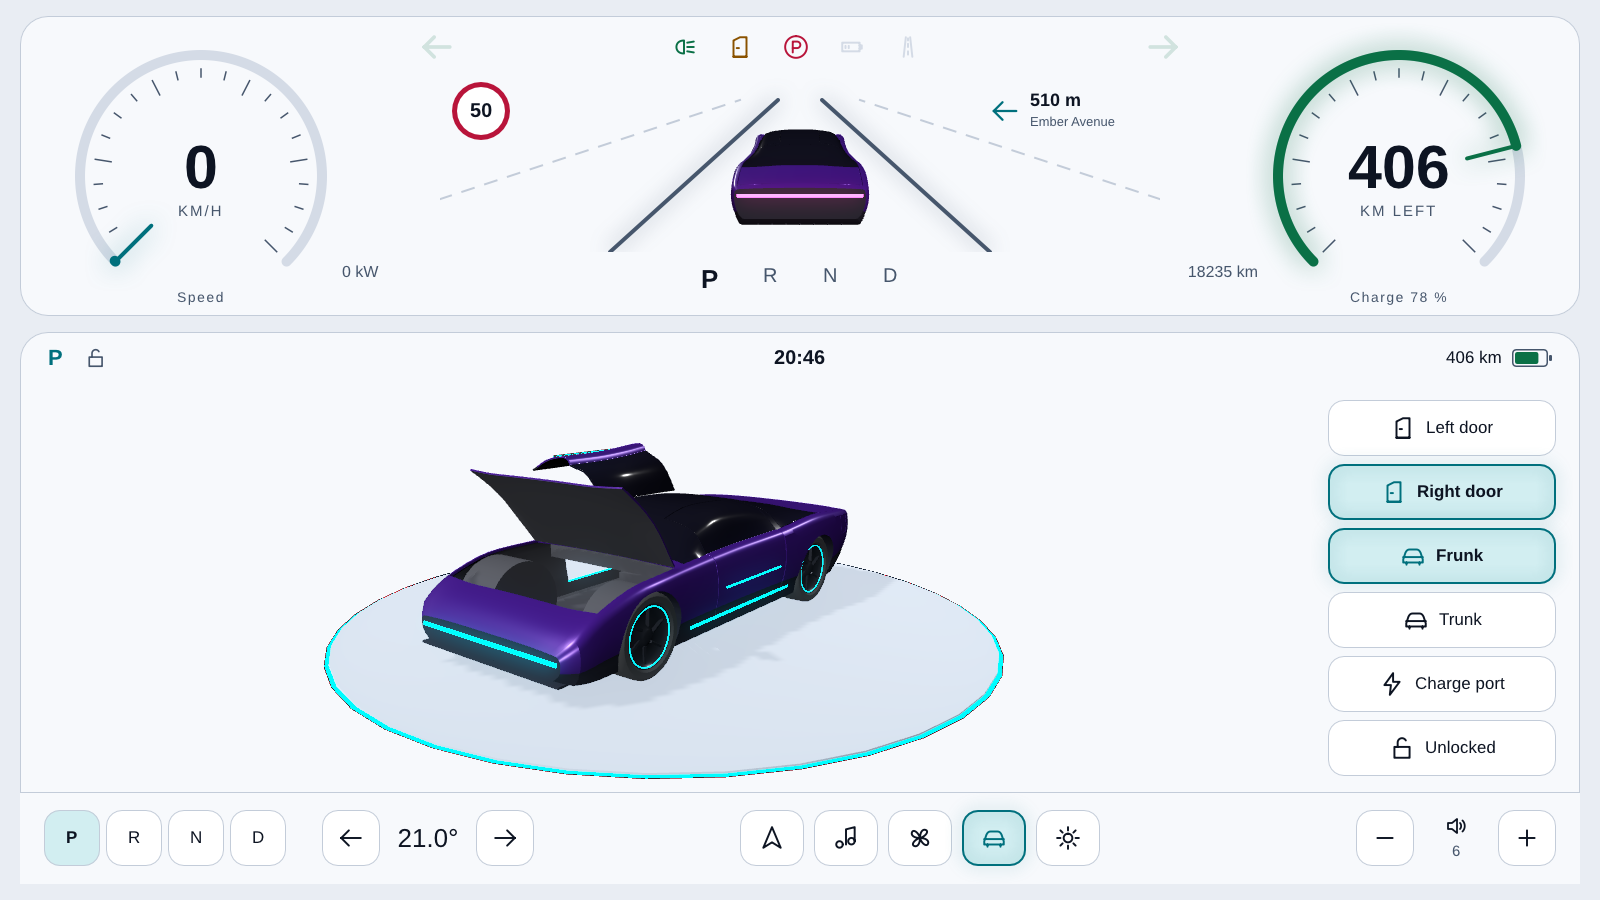 50
510 m
Ember Avenue
0
KM/H
406
KM LEFT
0 kW
P R N D
18235 km
Speed
Charge 78 %
P
20:46
406 km
Left door
Right door
Frunk
Trunk
Charge port
Unlocked
P R N D
21.0°
6